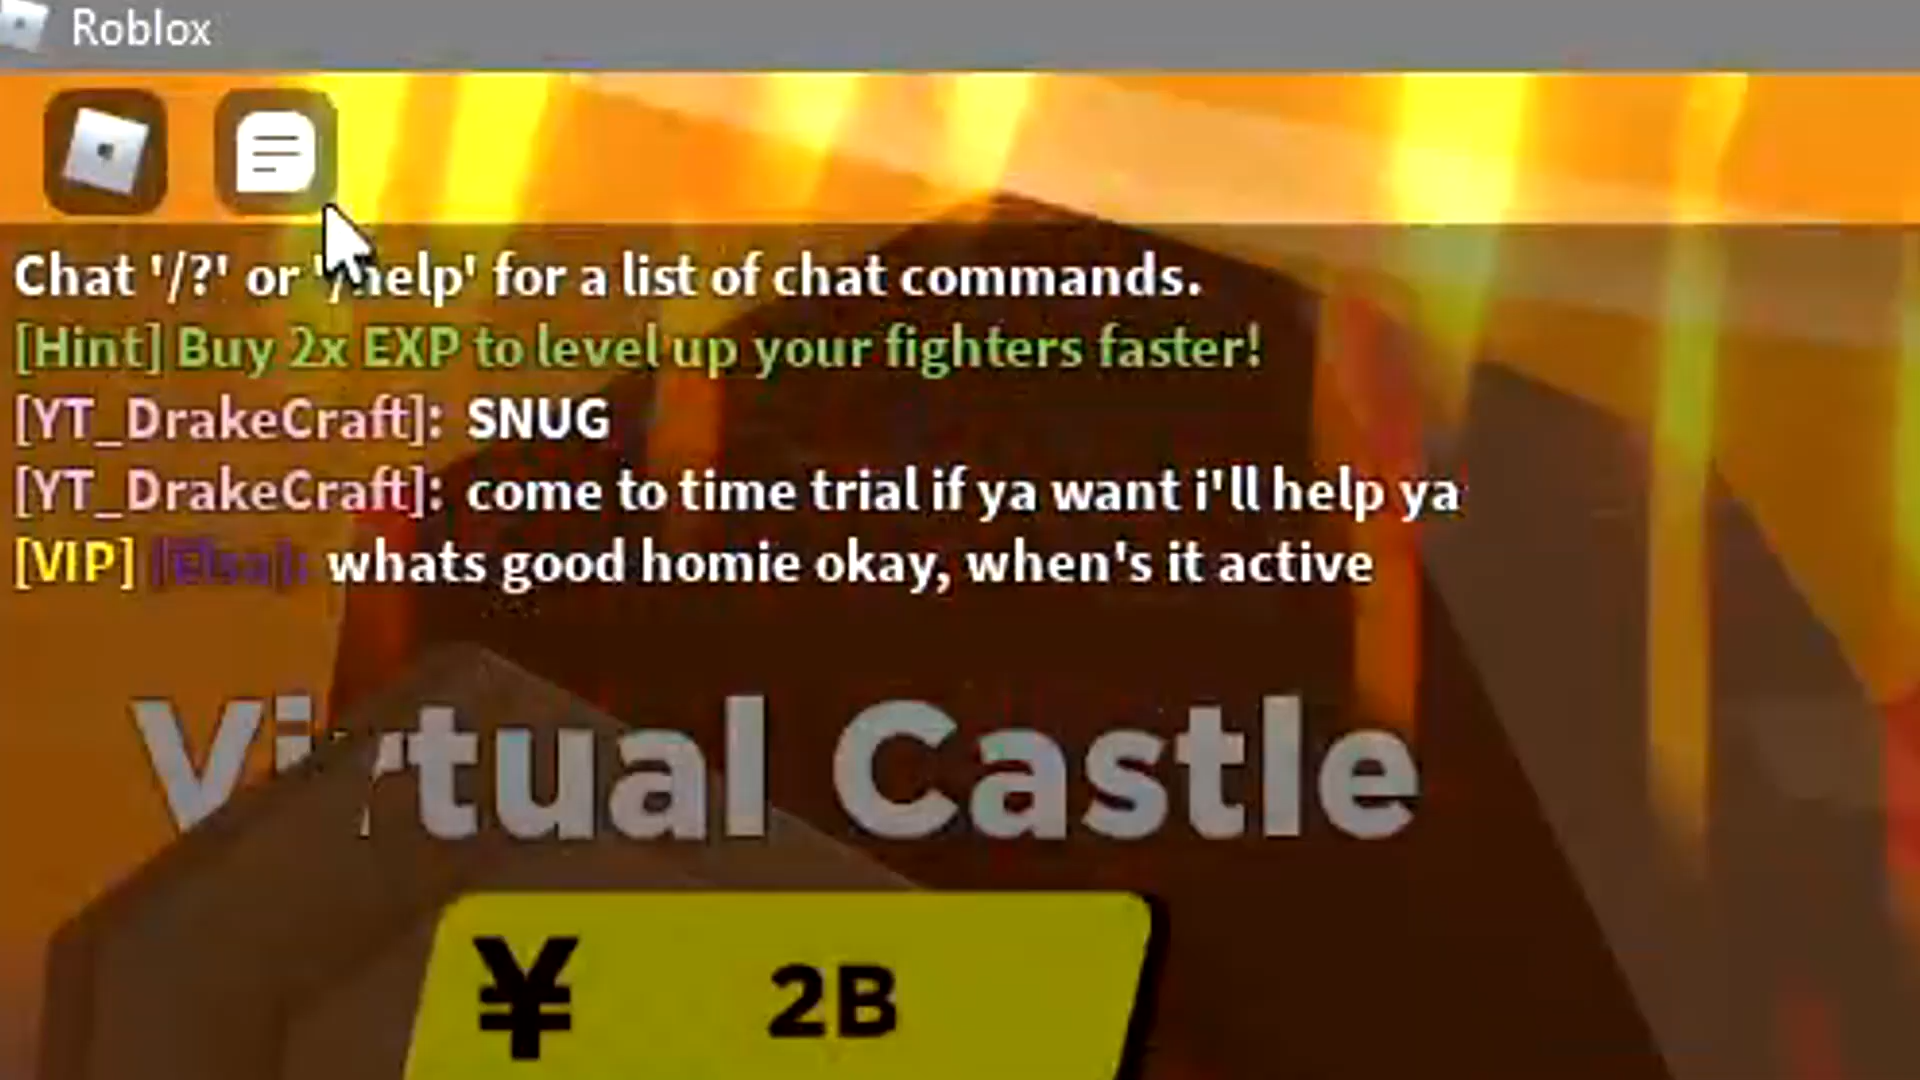 Roblox
Chat '/?' or '/help' for a list of chat commands.
[Hint] Buy 2x EXP to level up your fighters faster!
[YT_DrakeCraft]: SNUG
[YT_DrakeCraft]: come to time trial if ya want i'll help ya
[VIP] [Elsa]: whats good homie okay, when's it active
Virtual Castle
¥ 2B